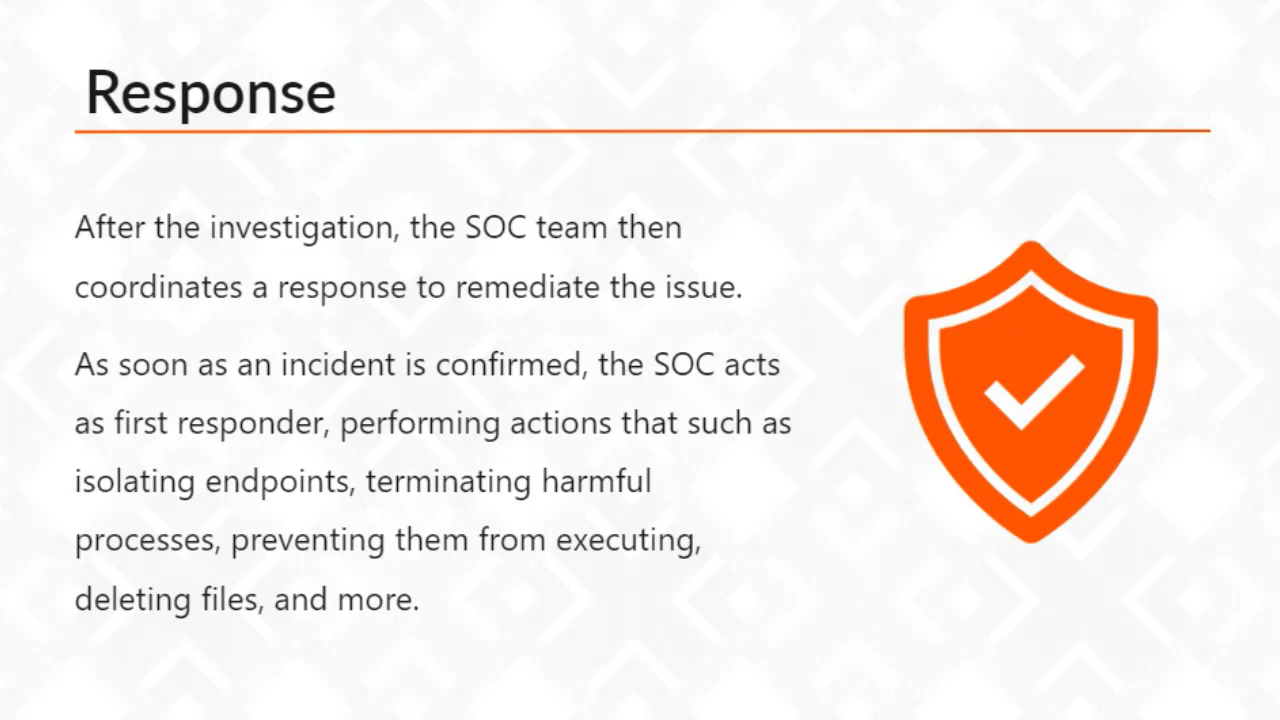 Response
After the investigation, the SOC team then
coordinates a response to remediate the issue.
As soon as an incident is confirmed, the SOC acts
as first responder, performing actions that such as
isolating endpoints, terminating harmful
processes, preventing them from executing,
deleting files, and more.